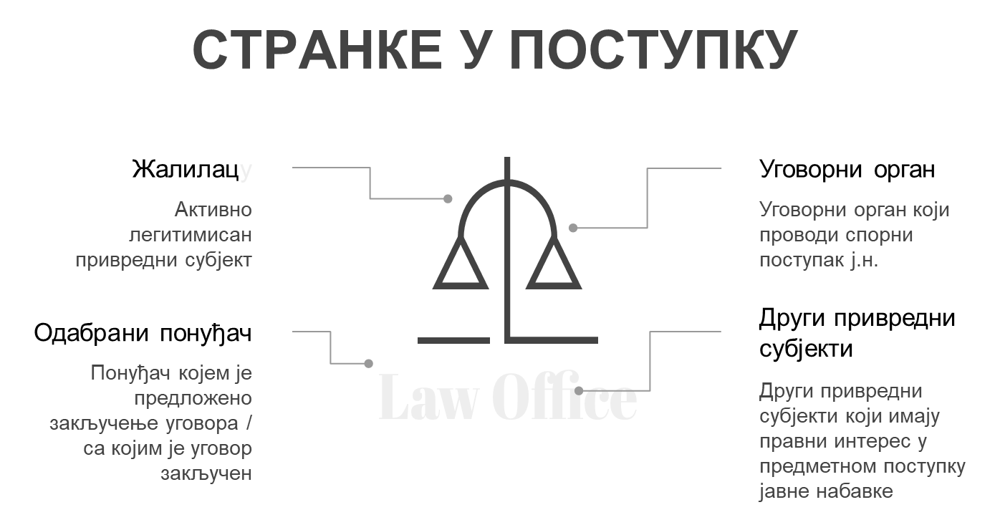 СТРАНКЕ У ПОСТУПКУ
Жалилацу
Активно
легитимисан
привредни субјект
Одабрани понуђач
Понуђач којем је
предложено
закључење уговора /
са којим је уговор
закључен
Уговорни орган
Уговорни орган који
проводи спорни
поступак ј.н.
Други привредни
субјекти
Други привредни
субјекти који имају
правни интерес у
предметном поступку
јавне набавке
Law Office